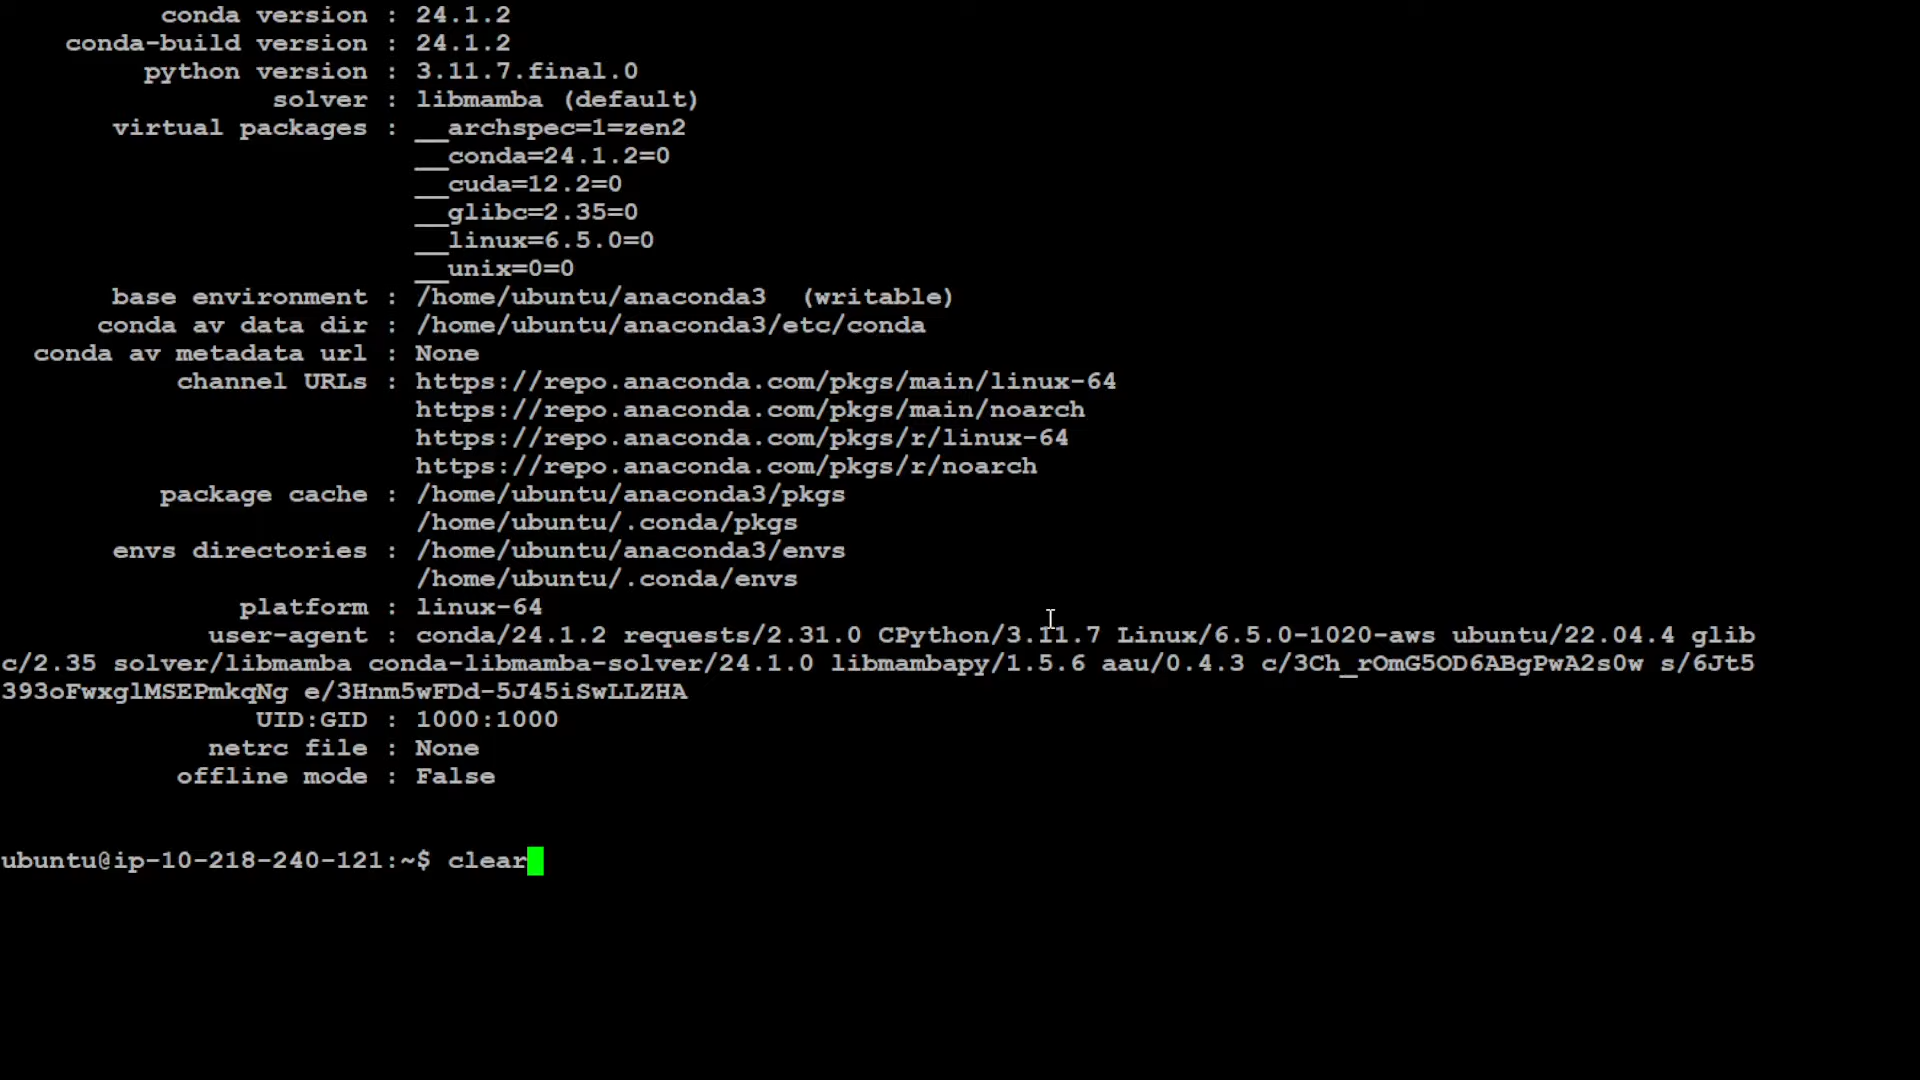 conda version : 24.1.2
conda-build version : 24.1.2
python version : 3.11.7.final.0
solver : libmamba (default)
virtual packages : __archspec=1=zen2
__conda=24.1.2=0
__cuda=12.2=0
__glibc=2.35=0
__linux=6.5.0=0
__unix=0=0
base environment : /home/ubuntu/anaconda3  (writable)
conda av data dir : /home/ubuntu/anaconda3/etc/conda
conda av metadata url : None
channel URLs : https://repo.anaconda.com/pkgs/main/linux-64
https://repo.anaconda.com/pkgs/main/noarch
https://repo.anaconda.com/pkgs/r/linux-64
https://repo.anaconda.com/pkgs/r/noarch
package cache : /home/ubuntu/anaconda3/pkgs
/home/ubuntu/.conda/pkgs
envs directories : /home/ubuntu/anaconda3/envs
/home/ubuntu/.conda/envs
platform : linux-64
user-agent : conda/24.1.2 requests/2.31.0 CPython/3.11.7 Linux/6.5.0-1020-aws ubuntu/22.04.4 glib
c/2.35 solver/libmamba conda-libmamba-solver/24.1.0 libmambapy/1.5.6 aau/0.4.3 c/3Ch_rOmG5OD6ABgPwA2s0w s/6Jt5
393oFwxglMSEPmkqNg e/3Hnm5wFDd-5J45iSwLLZHA
UID:GID : 1000:1000
netrc file : None
offline mode : False
ubuntu@ip-10-218-240-121:~$ clear